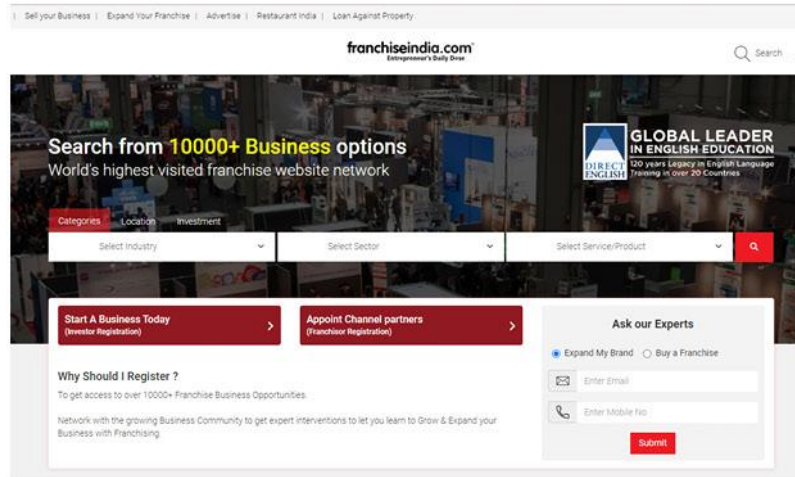 | Sell your Business | Expand Your Franchise | Advertise | Restaurant India | Loan Against Property
franchiseindia.com
Entrepreneur's Daily Dose
Search
Search from 10000+ Business options
World's highest visited franchise website network
DIRECT
ENGLISH
GLOBAL LEADER
IN ENGLISH EDUCATION
120 years Legacy in English Language
Training in over 20 Countries
Categories Location Investment
Select Industry Select Sector Select Service/Product
Start A Business Today
(Investor Registration)
Appoint Channel partners
(Franchisor Registration)
Why Should I Register ?
To get access to over 10000+ Franchise Business Opportunities.
Network with the growing Business Community to get expert interventions to let you learn to Grow & Expand your
Business with Franchising.
Ask our Experts
Expand My Brand Buy a Franchise
Enter Email
Enter Mobile No
Submit